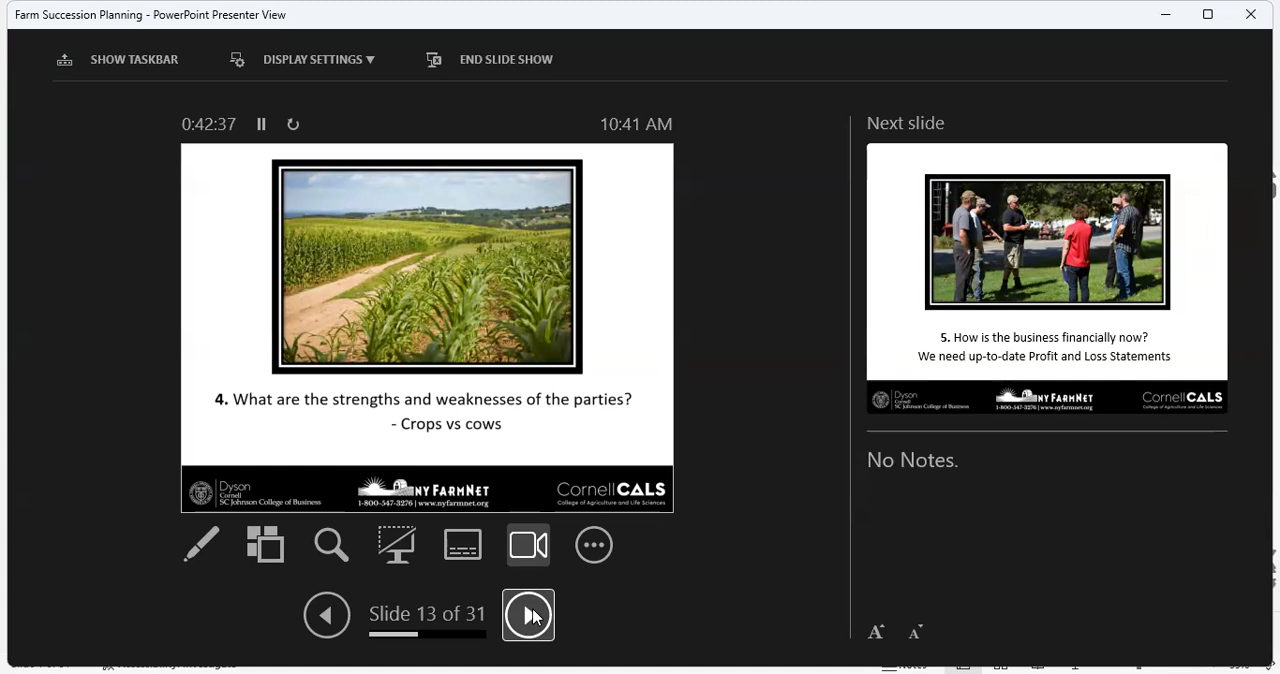 Farm Succession Planning - PowerPoint Presenter View
SHOW TASKBAR
DISPLAY SETTINGS ▼
END SLIDE SHOW
0:42:37
10:41 AM
Next slide
4. What are the strengths and weaknesses of the parties?
- Crops vs cows
Dyson
Cornell
SC Johnson College of Business
NY FARMNET
1-800-547-3276 | www.nyfarmnet.org
CornellCALS
College of Agriculture and Life Sciences
5. How is the business financially now?
We need up-to-date Profit and Loss Statements
Dyson
Cornell
SC Johnson College of Business
NY FARMNET
1-800-547-3276 | www.nyfarmnet.org
CornellCALS
College of Agriculture and Life Sciences
No Notes.
Slide 13 of 31
A A